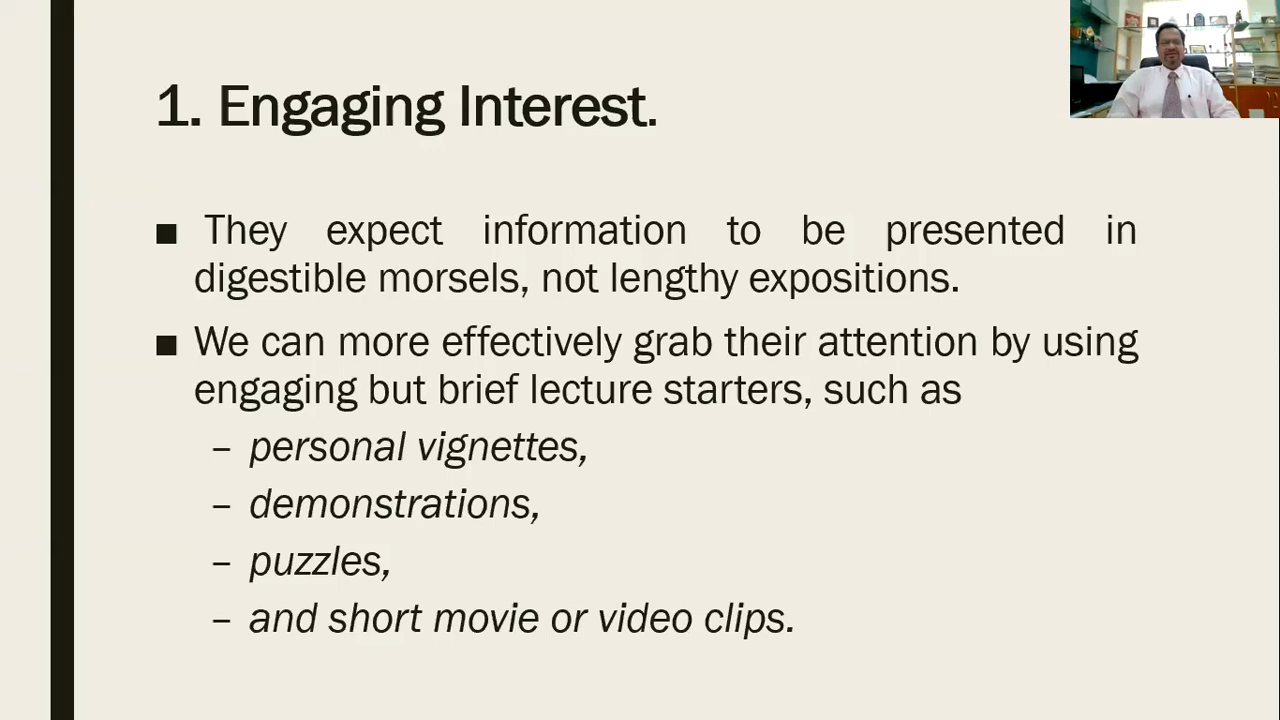 1. Engaging Interest.
■ They expect information to be presented in
digestible morsels, not lengthy expositions.
■ We can more effectively grab their attention by using
engaging but brief lecture starters, such as
– personal vignettes,
– demonstrations,
– puzzles,
– and short movie or video clips.